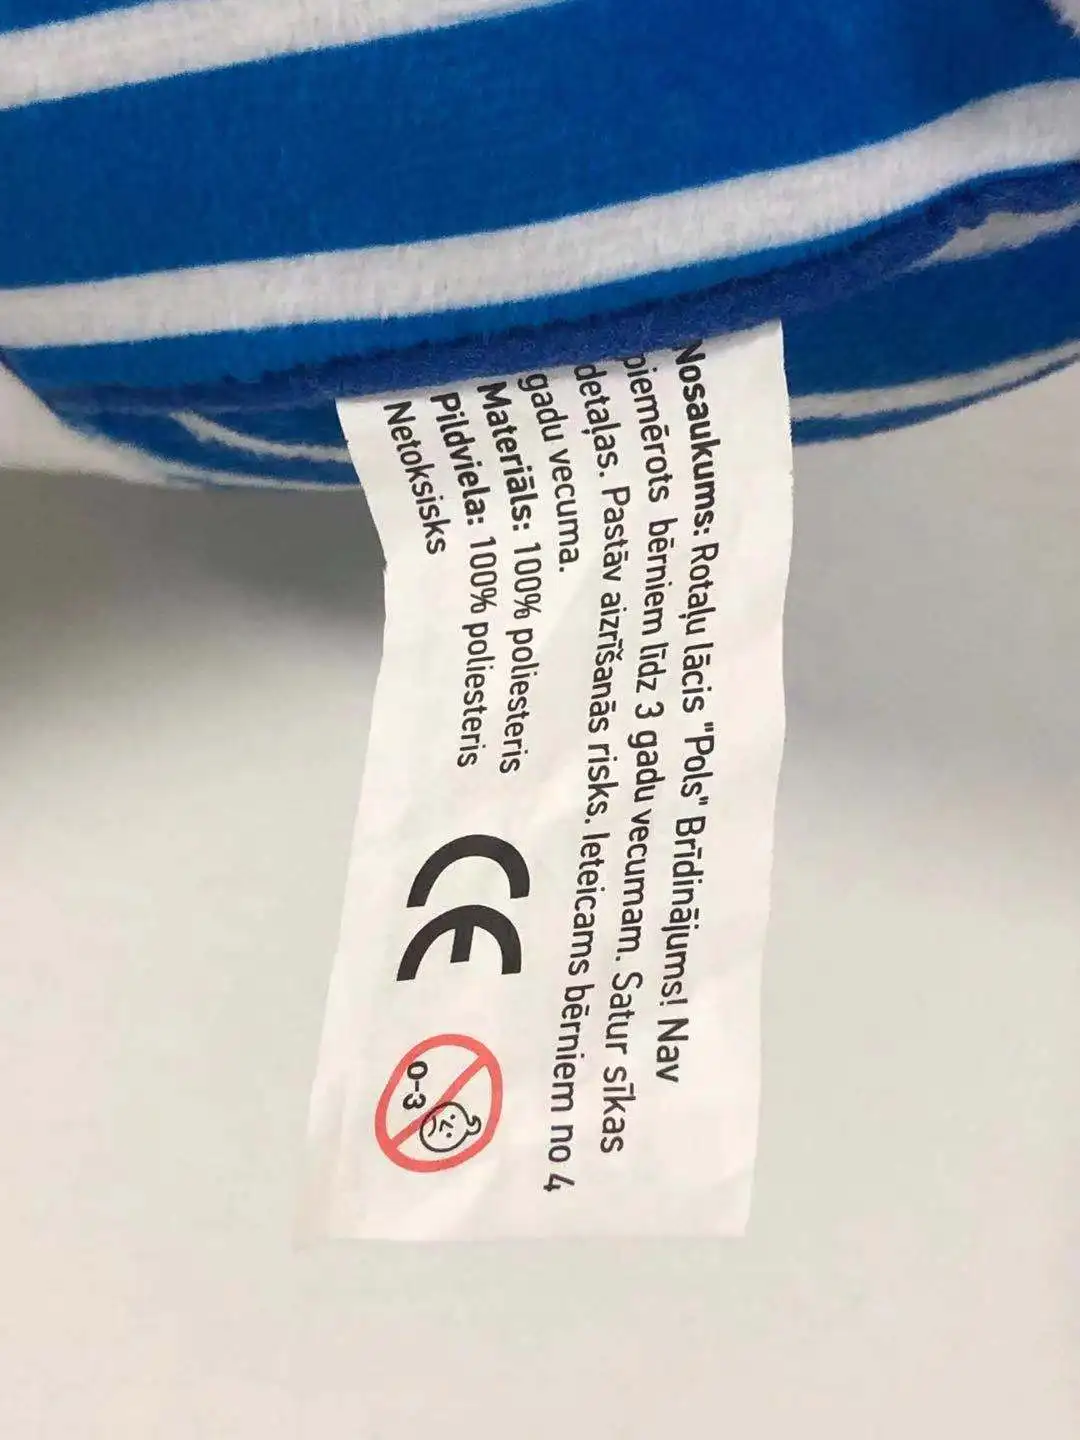 Nosaukums: Rotaļu lācis "Pols" Brīdinājums! Nav
piemērots bērniem līdz 3 gadu vecumam. Satur sīkas
detaļas. Pastāv aizrīšanās risks. Ieteicams bērniem no 4
gadu vecuma.
Materiāls: 100% poliesteris
Pildviela: 100% poliesteris
Netoksisks
CE
0-3